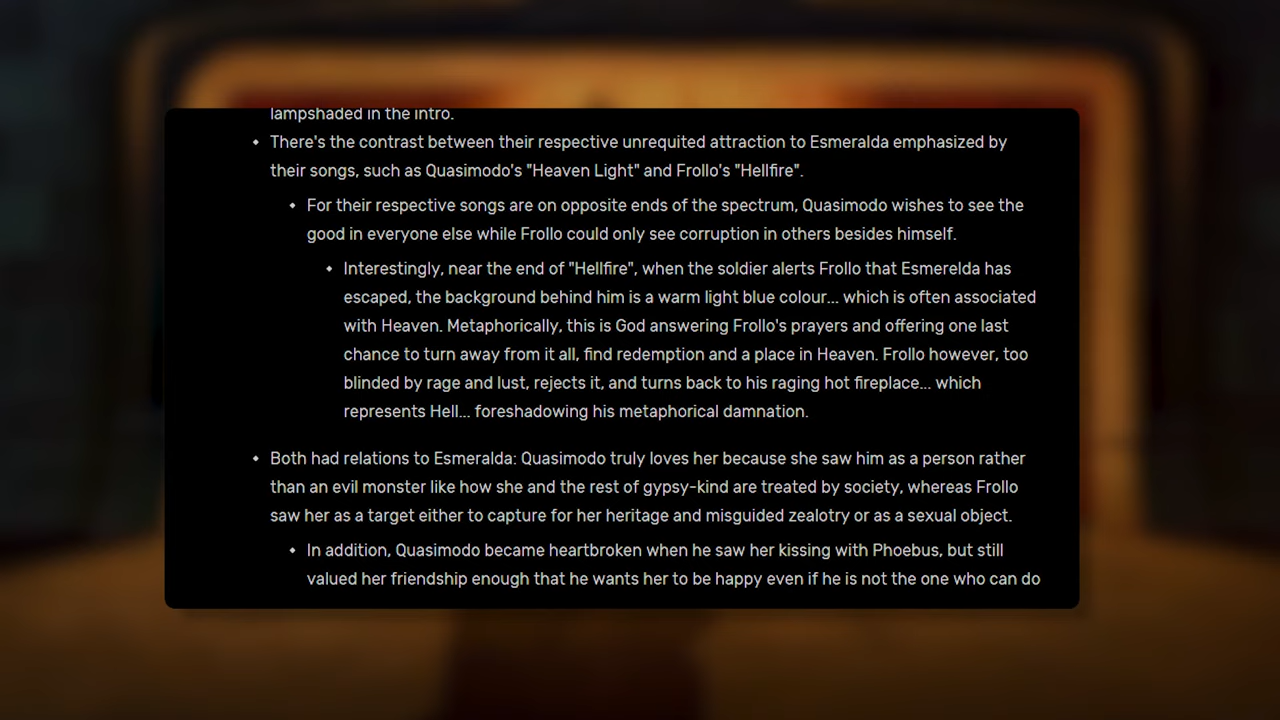 lampshaded in the intro.
There's the contrast between their respective unrequited attraction to Esmeralda emphasized by
their songs, such as Quasimodo's "Heaven Light" and Frollo's "Hellfire".
For their respective songs are on opposite ends of the spectrum, Quasimodo wishes to see the
good in everyone else while Frollo could only see corruption in others besides himself.
Interestingly, near the end of "Hellfire", when the soldier alerts Frollo that Esmerelda has
escaped, the background behind him is a warm light blue colour... which is often associated
with Heaven. Metaphorically, this is God answering Frollo's prayers and offering one last
chance to turn away from it all, find redemption and a place in Heaven. Frollo however, too
blinded by rage and lust, rejects it, and turns back to his raging hot fireplace... which
represents Hell... foreshadowing his metaphorical damnation.
Both had relations to Esmeralda: Quasimodo truly loves her because she saw him as a person rather
than an evil monster like how she and the rest of gypsy-kind are treated by society, whereas Frollo
saw her as a target either to capture for her heritage and misguided zealotry or as a sexual object.
In addition, Quasimodo became heartbroken when he saw her kissing with Phoebus, but still
valued her friendship enough that he wants her to be happy even if he is not the one who can do